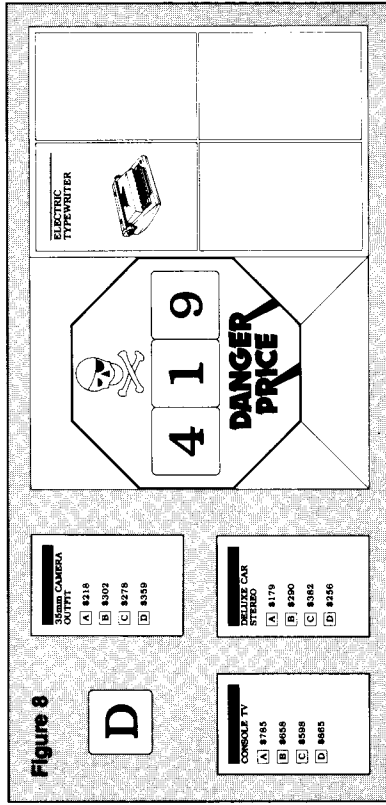 Figure 8
D
35mm CAMERA
OUTFIT
A $218
B $302
C $278
D $359
CONSOLE TV
A $785
B $658
C $598
D $865
DELUXE CAR
STEREO
A $179
B $290
C $382
D $256
4 1 9
DANGER
PRICE
ELECTRIC
TYPEWRITER